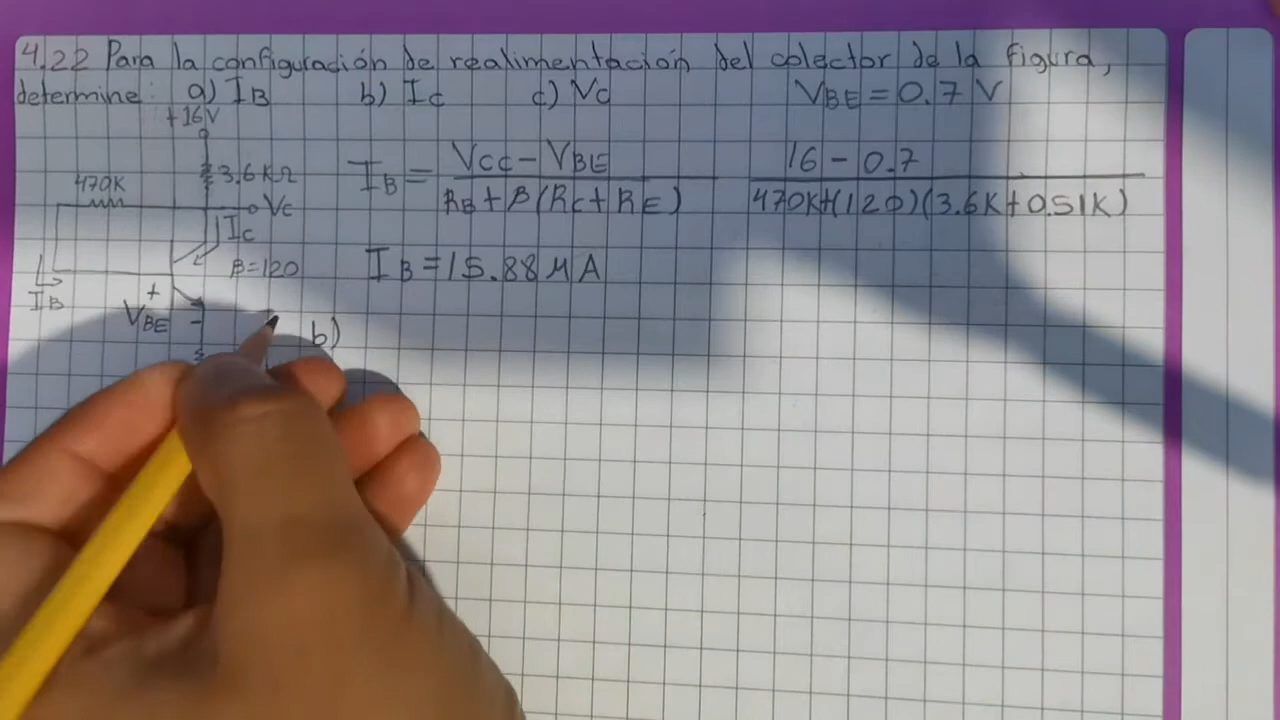 4.22 Para la configuración de realimentación del colector de la figura,
determine: a) IB b) Ic c) Vc VBE = 0.7 V
+16V
3.6 KΩ
470K
Vc
Ic
β=120
IB
+
VBE
-
IB = VCC - VBE / RB + β(RC + RE) 16 - 0.7 / 470K+(120)(3.6K+0.51K)
IB = 15.88 μA
b)